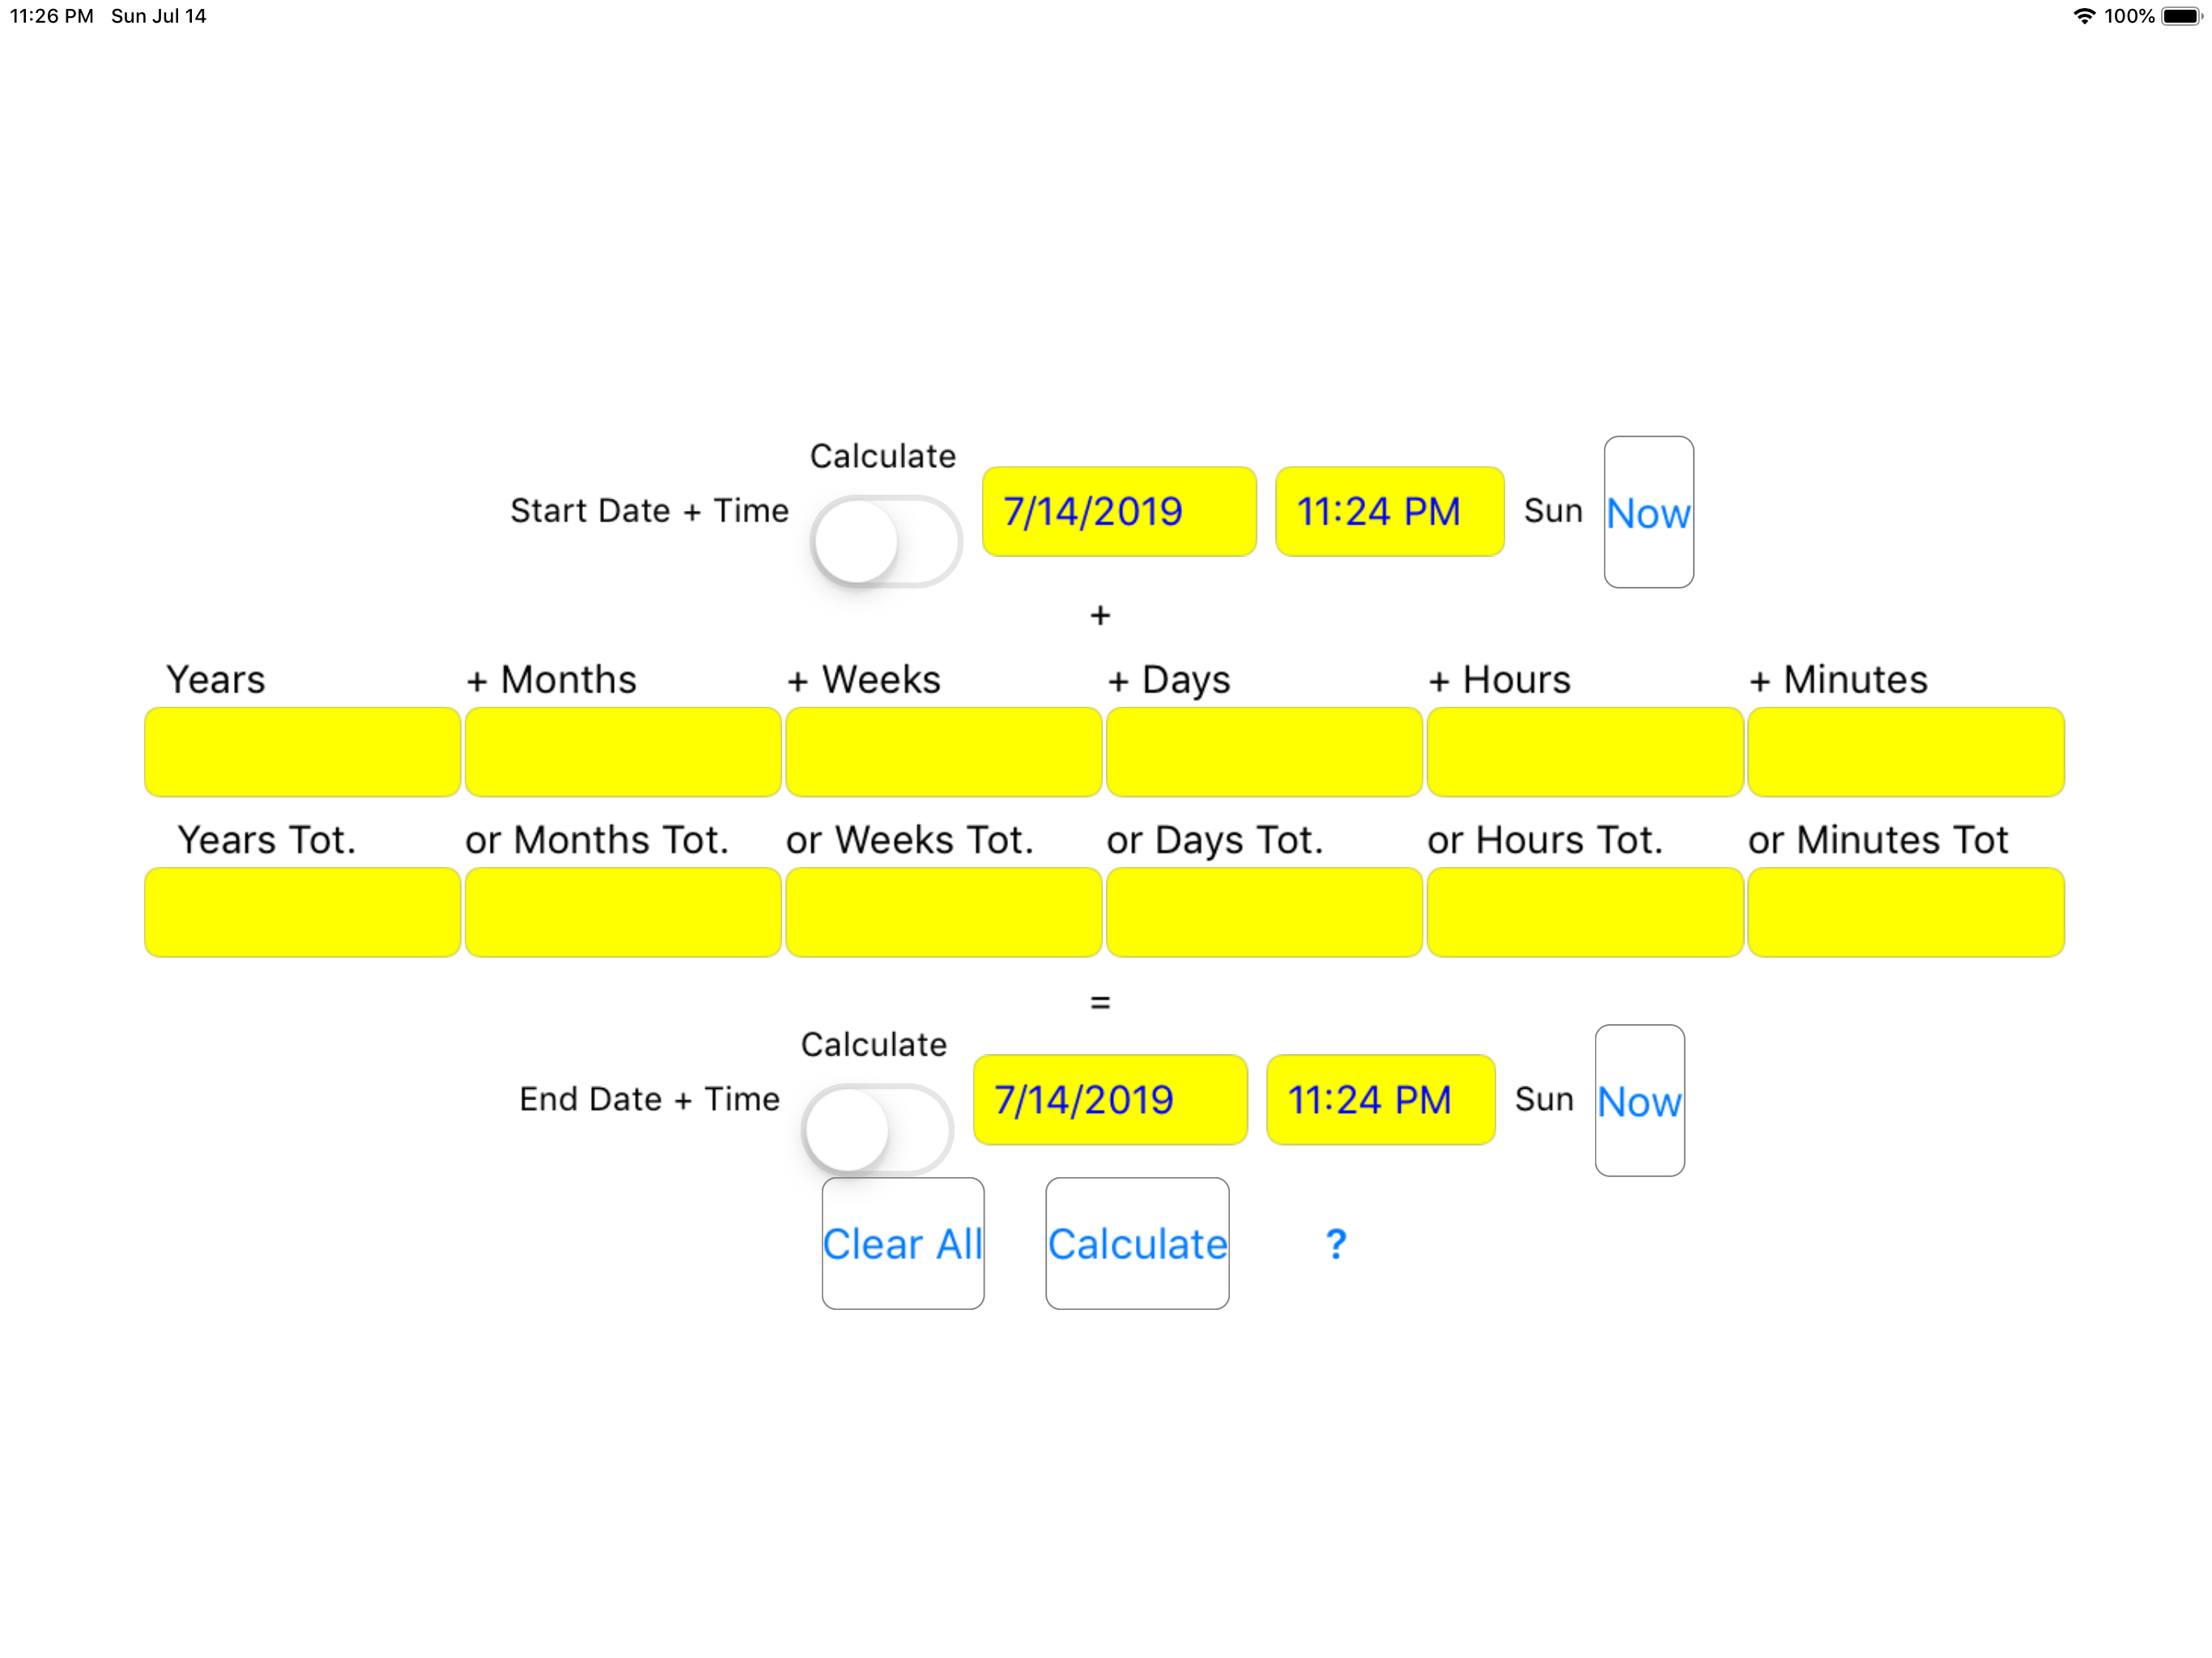 11:26 PM Sun Jul 14 100%
Calculate
Start Date + Time 7/14/2019 11:24 PM Sun Now
+
Years + Months + Weeks + Days + Hours + Minutes
Years Tot. or Months Tot. or Weeks Tot. or Days Tot. or Hours Tot. or Minutes Tot
=
Calculate
End Date + Time 7/14/2019 11:24 PM Sun Now
Clear All Calculate ?